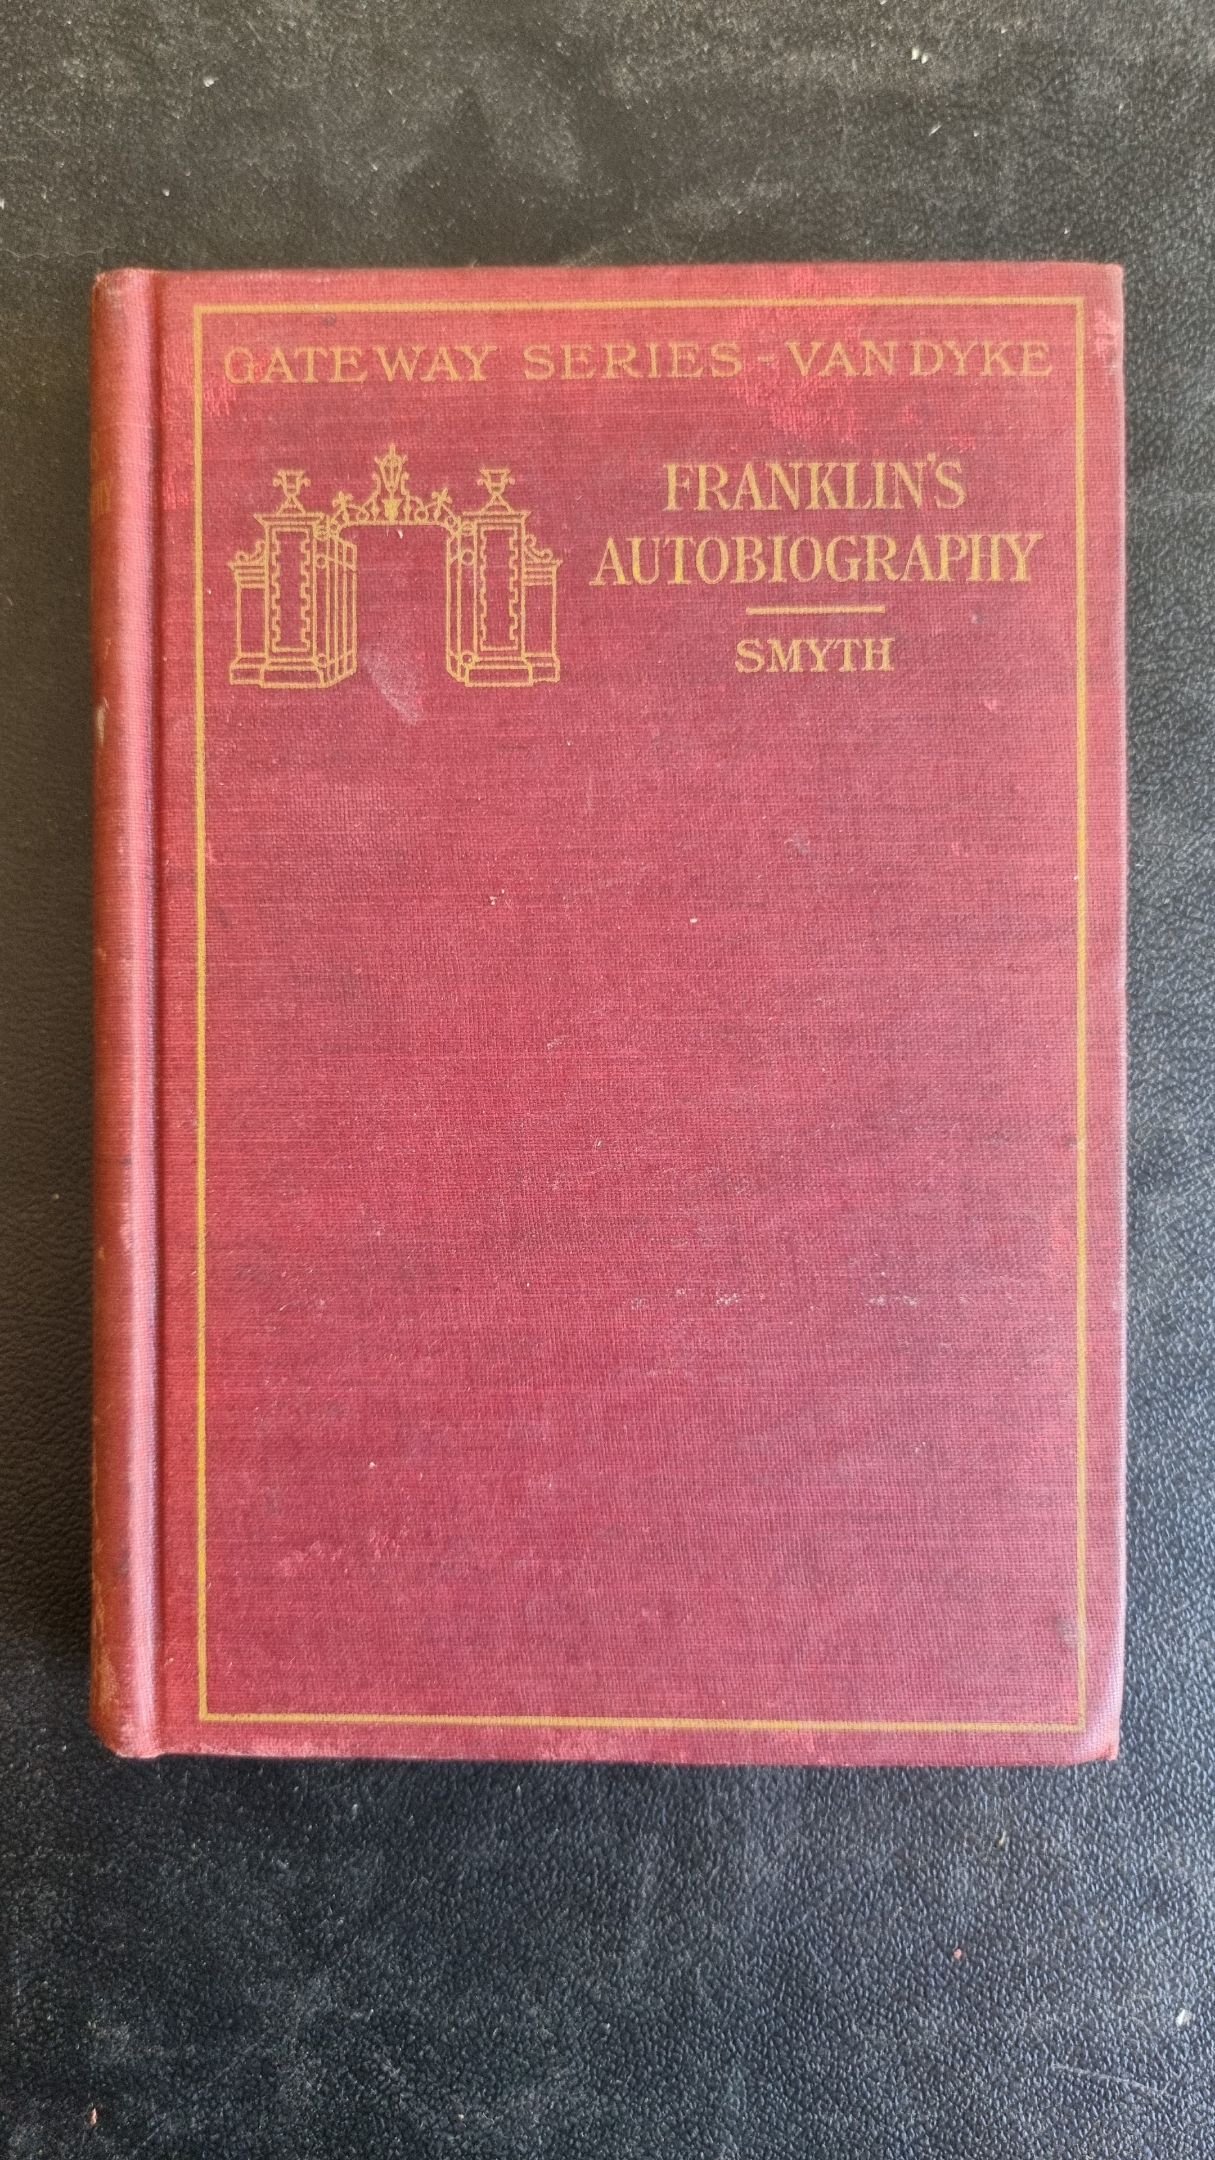 GATEWAY SERIES - VAN DYKE
FRANKLIN'S
AUTOBIOGRAPHY
SMYTH